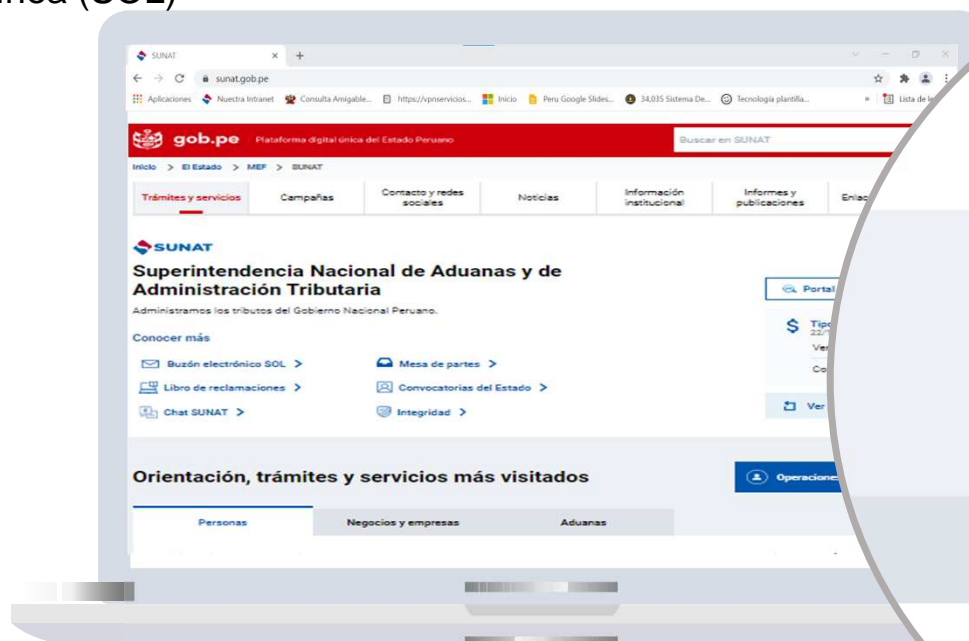 (SOL)
SUNAT
sunat.gob.pe
Aplicaciones Nuestra Intranet Consulta Amigable... https://vpnservicios... Inicio Peru Google Slides... 34,035 Sistema De... Tecnología plantilla... » Lista de
gob.pe Plataforma digital única del Estado Peruano Buscar en SUNAT
Inicio > El Estado > MEF > SUNAT
Trámites y servicios Campañas Contacto y redes sociales Noticias Información institucional Informes y publicaciones
SUNAT
Superintendencia Nacional de Aduanas y de
Administración Tributaria
Administramos los tributos del Gobierno Nacional Peruano.
Portal
Conocer más
Buzón electrónico SOL > Mesa de partes >
Libro de reclamaciones > Convocatorias del Estado >
Chat SUNAT > Integridad >
$
Ver
Orientación, trámites y servicios más visitados
Personas Negocios y empresas Aduanas